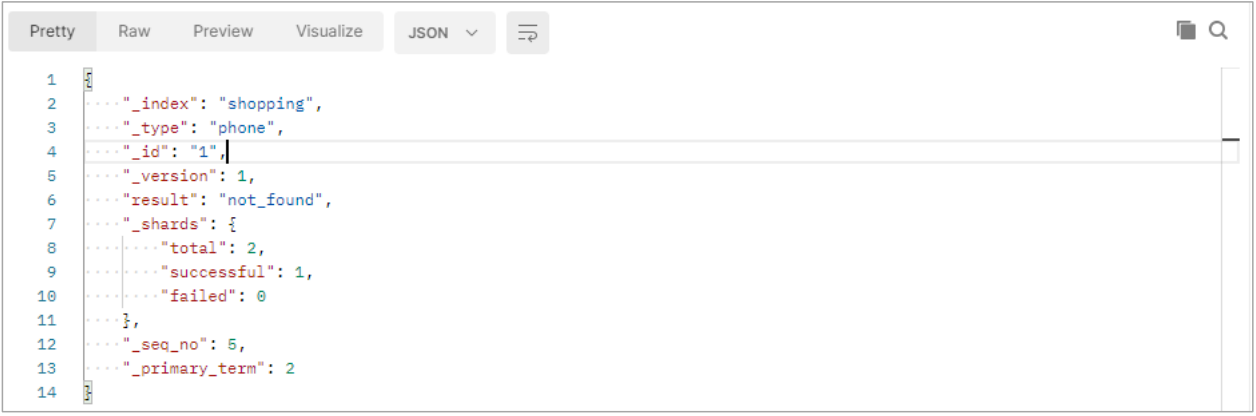 Pretty Raw Preview Visualize JSON
1 {
2 "_index": "shopping",
3 "_type": "phone",
4 "_id": "1",
5 "_version": 1,
6 "result": "not_found",
7 "_shards": {
8 "total": 2,
9 "successful": 1,
10 "failed": 0
11 },
12 "_seq_no": 5,
13 "_primary_term": 2
14 }